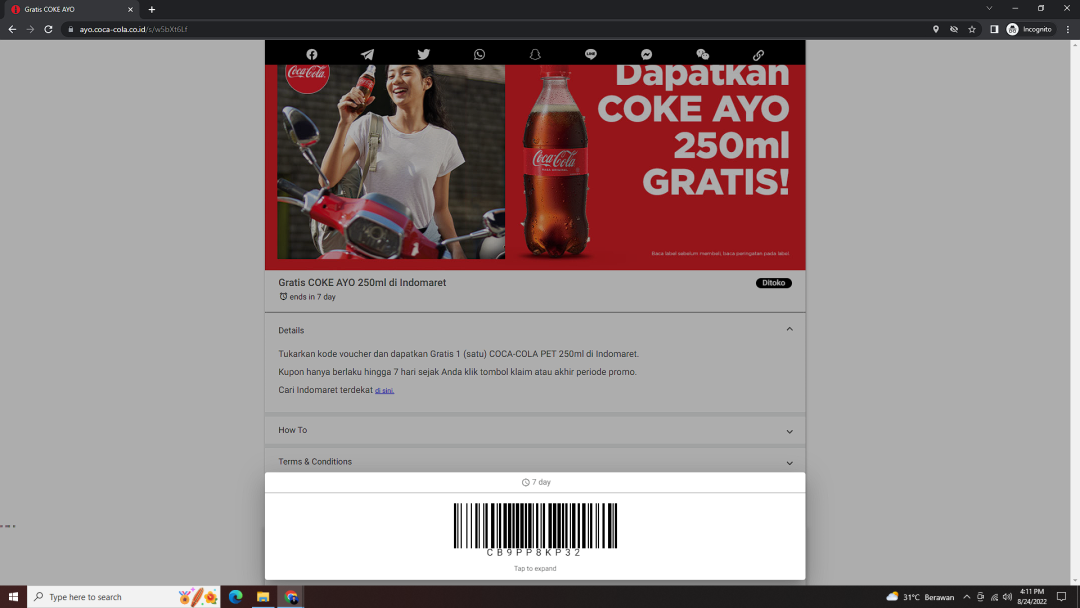 Gratis COKE AYO
ayo.coca-cola.co.id/s/w5bXt6Lf
Incognito
Coca-Cola
Dapatkan
COKE AYO
250ml
GRATIS!
Coca-Cola
Baca label sebelum membeli, baca peringatan pada label
Gratis COKE AYO 250ml di Indomaret
Ditoko
ends in 7 day
Details
Tukarkan kode voucher dan dapatkan Gratis 1 (satu) COCA-COLA PET 250ml di Indomaret.
Kupon hanya berlaku hingga 7 hari sejak Anda klik tombol klaim atau akhir periode promo.
Cari Indomaret terdekat di sini.
How To
Terms & Conditions
7 day
CB9PP8KP32
Tap to expand
Type here to search
31°C Berawan
4:11 PM
8/24/2022